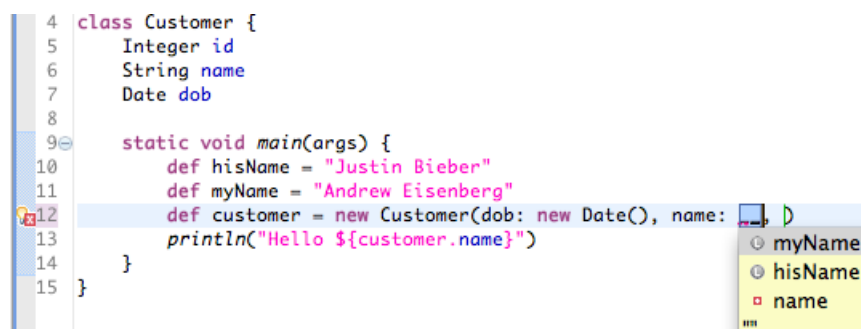 4 class Customer {
5 Integer id
6 String name
7 Date dob
8
9 static void main(args) {
10 def hisName = "Justin Bieber"
11 def myName = "Andrew Eisenberg"
12 def customer = new Customer(dob: new Date(), name: __, )
13 println("Hello ${customer.name}")
14 }
15 }
myName
hisName
name
""